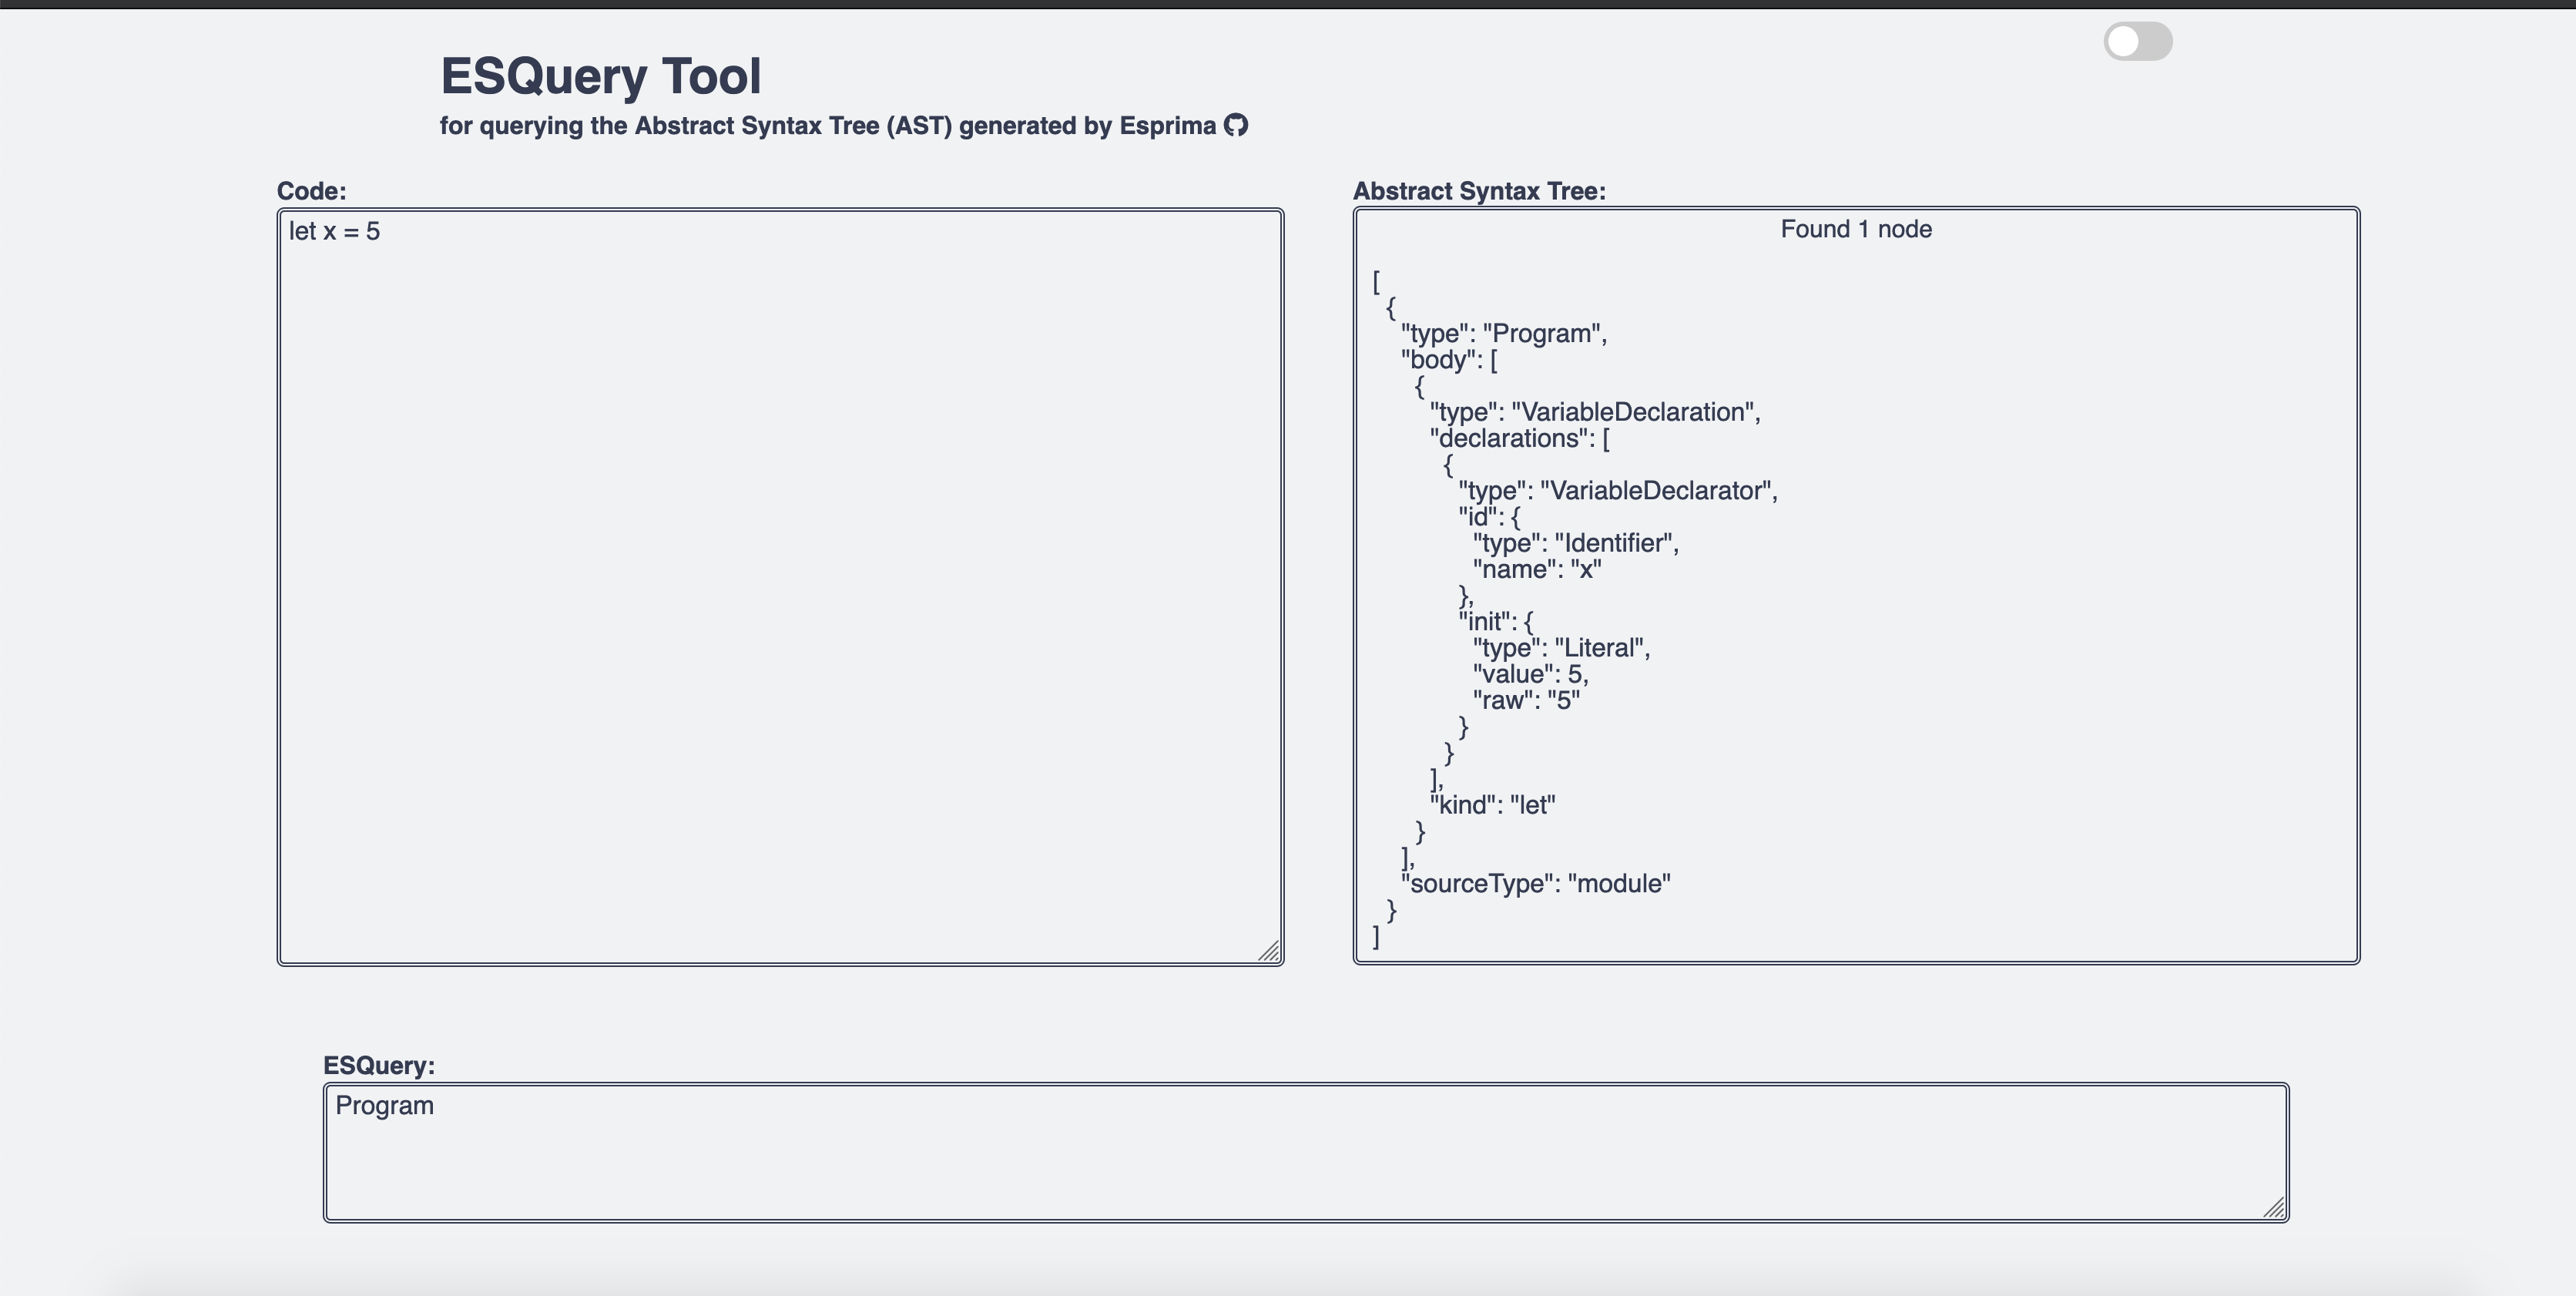 ESQuery Tool
for querying the Abstract Syntax Tree (AST) generated by Esprima
Code:
let x = 5
Abstract Syntax Tree:
Found 1 node
[
  {
    "type": "Program",
    "body": [
      {
        "type": "VariableDeclaration",
        "declarations": [
          {
            "type": "VariableDeclarator",
            "id": {
              "type": "Identifier",
              "name": "x"
            },
            "init": {
              "type": "Literal",
              "value": 5,
              "raw": "5"
            }
          }
        ],
        "kind": "let"
      }
    ],
    "sourceType": "module"
  }
]
ESQuery:
Program